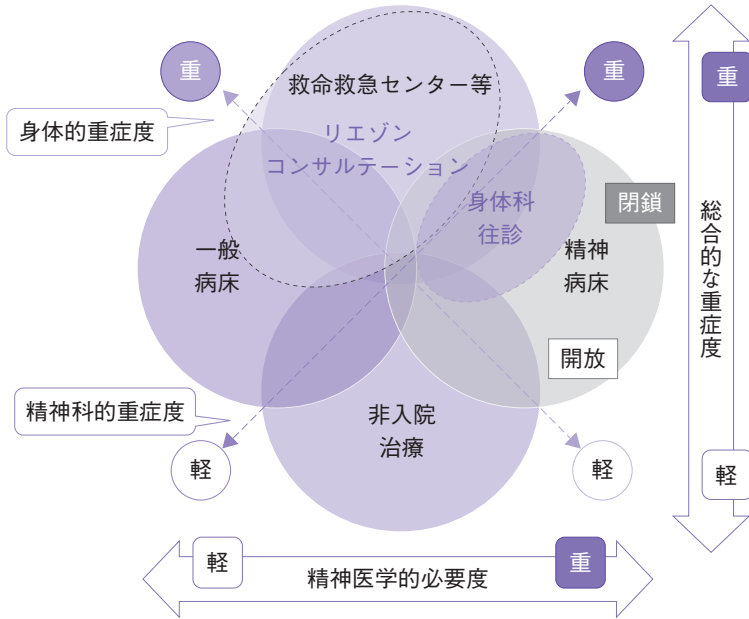 重
重
重
救命救急センター等
身体的重症度
リエゾン
コンサルテーション
身体科
往診
閉鎖
一般
病床
精神
病床
総合的な重症度
開放
精神科的重症度
非入院
治療
軽
軽
軽
軽
重
精神医学的必要度